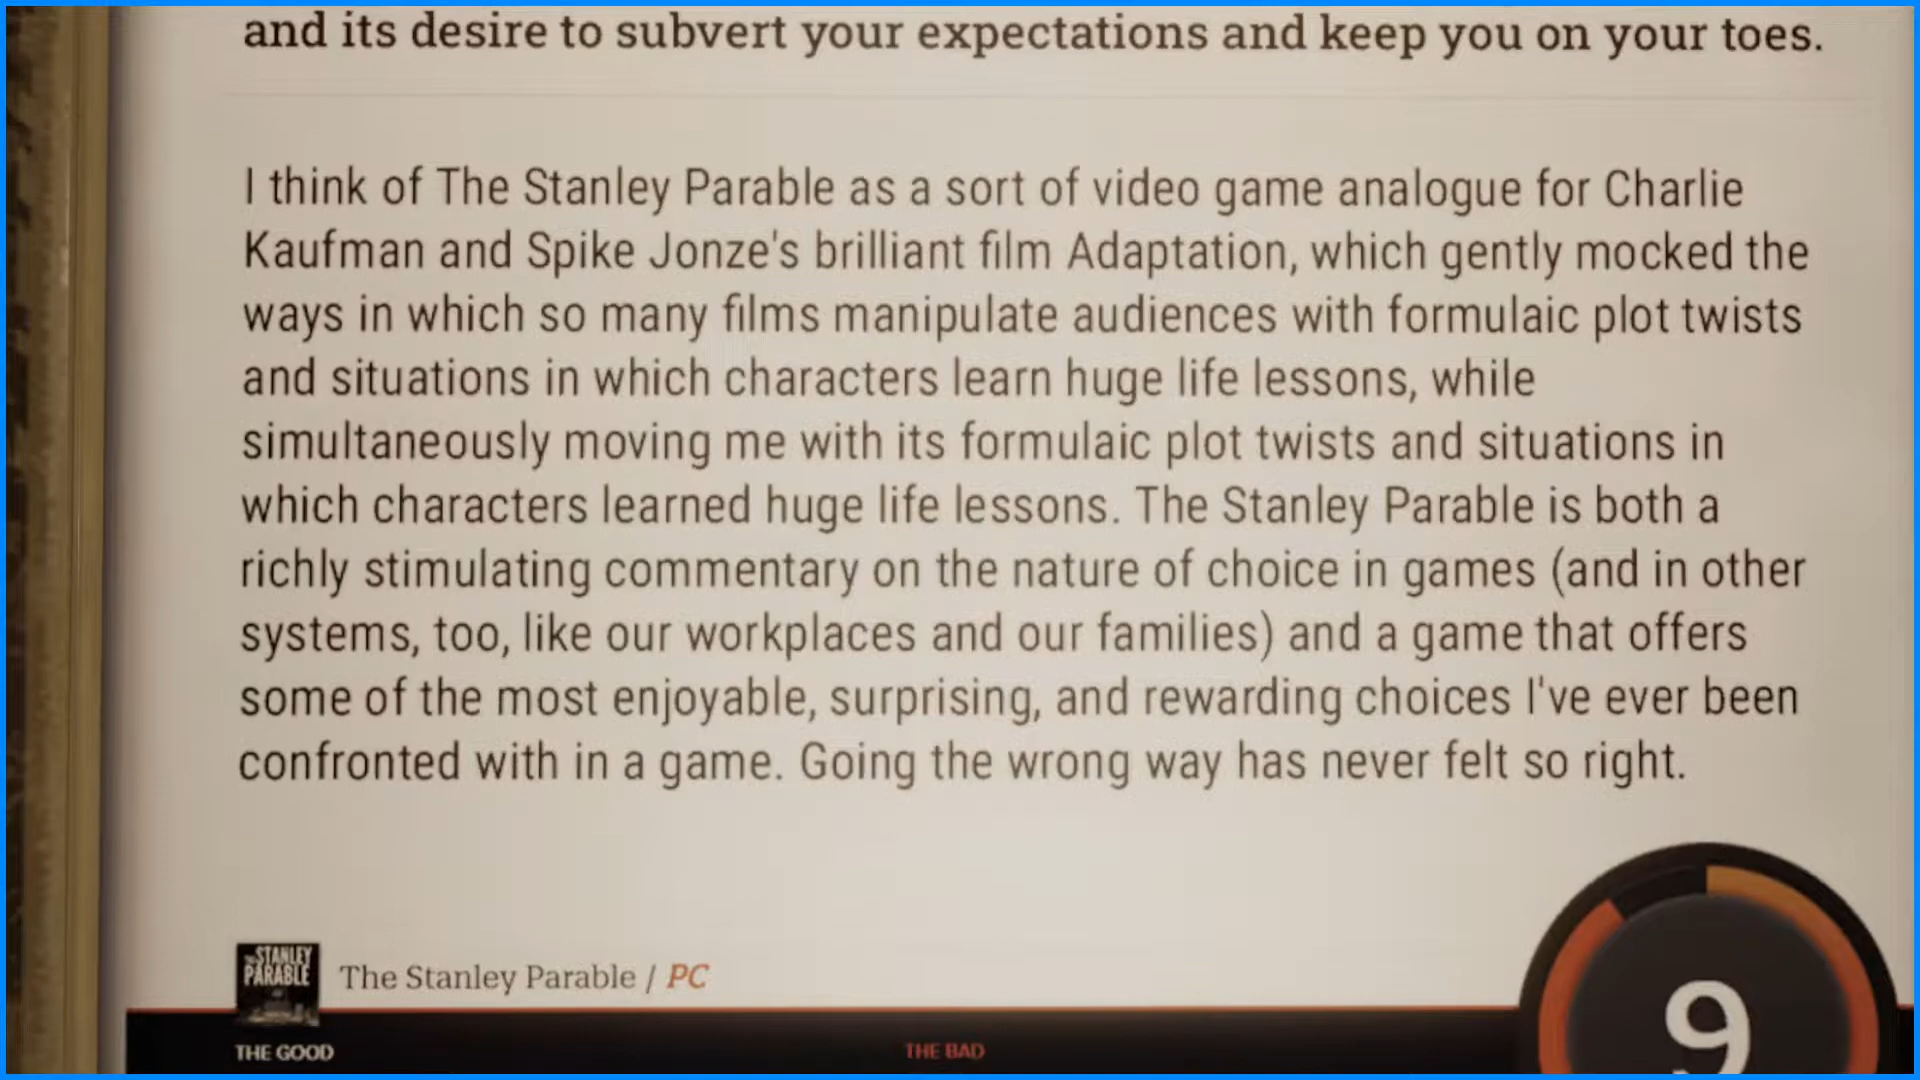 and its desire to subvert your expectations and keep you on your toes.
I think of The Stanley Parable as a sort of video game analogue for Charlie
Kaufman and Spike Jonze's brilliant film Adaptation, which gently mocked the
ways in which so many films manipulate audiences with formulaic plot twists
and situations in which characters learn huge life lessons, while
simultaneously moving me with its formulaic plot twists and situations in
which characters learned huge life lessons. The Stanley Parable is both a
richly stimulating commentary on the nature of choice in games (and in other
systems, too, like our workplaces and our families) and a game that offers
some of the most enjoyable, surprising, and rewarding choices I've ever been
confronted with in a game. Going the wrong way has never felt so right.
The STANLEY
PARABLE
The Stanley Parable / PC
9
THE GOOD
THE BAD